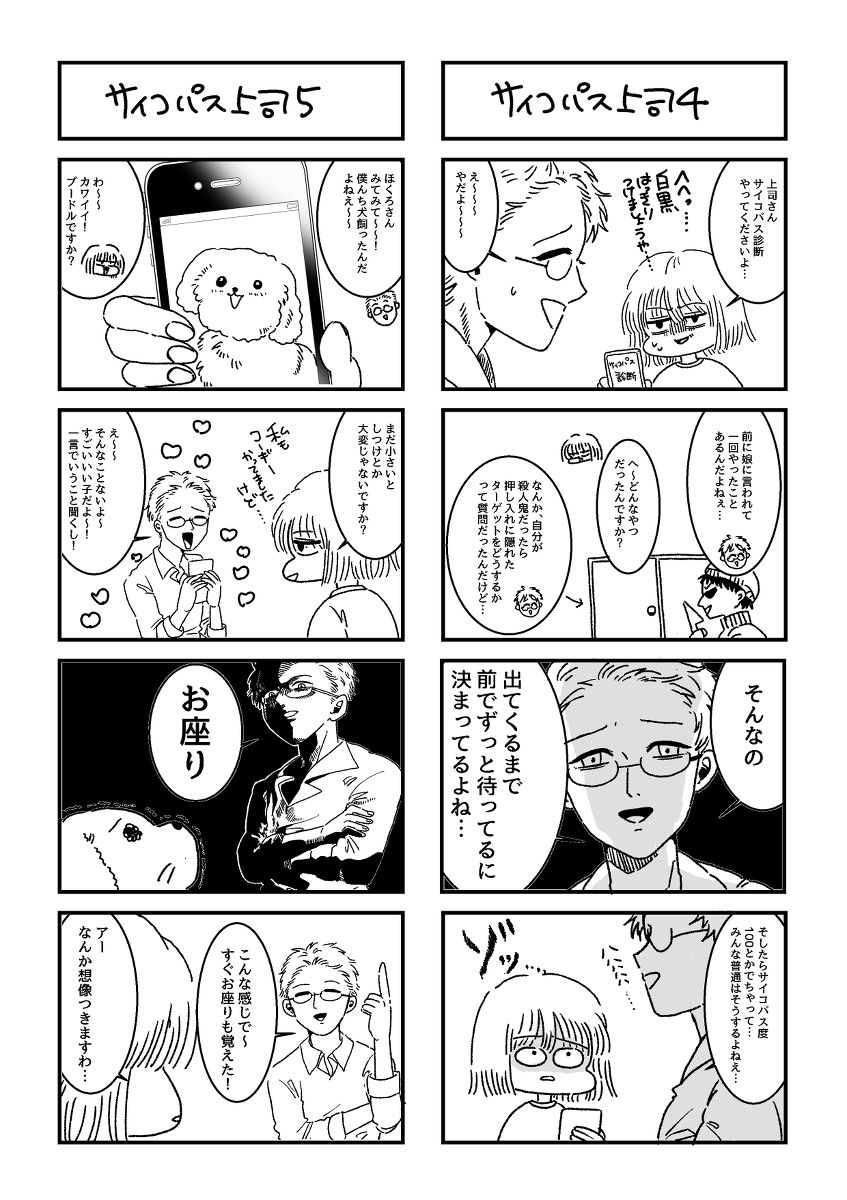 サイコパス上司4
上司さん
サイコパス診断
やってくださいよ…
へへっ……
白黒、
はっきり
つけましょうや…
え〜〜〜
やだよ〜〜〜
サイコパス
診断
前に娘に言われて
一回やったこと
あるんだよねぇ…
へ〜どんなやつ
だったんですか?
なんか、自分が
殺人鬼だったら
押し入れに隠れた
ターゲットをどうするか
って質問だったんだけど…
そんなの
出てくるまで
前でずっと待ってるに
決まってるよね…
そしたらサイコパス度
100とかでちゃって…
みんな普通はそうするよねぇ…
ゾッ…
サイコパス上司5
ほくろさん
みてみて〜〜!
僕んち犬飼ったんだ
よねえ〜〜
わ〜〜
カワイイ!
プードルですか?
まだ小さいと
しつけとか
大変じゃないですか?
私も
コーギー
かってました
けど…
え〜〜
そんなことないよ〜
すごいいい子だよ〜!
一言でいうこと聞くし!
お座り
こんな感じで〜
すぐお座りも覚えた!
アー
なんか想像つきますわ…